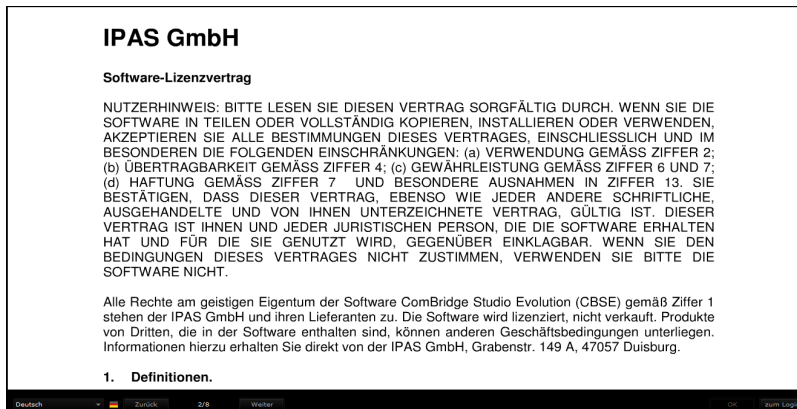 IPAS GmbH
Software-Lizenzvertrag
NUTZERHINWEIS: BITTE LESEN SIE DIESEN VERTRAG SORGFÄLTIG DURCH. WENN SIE DIE
SOFTWARE IN TEILEN ODER VOLLSTÄNDIG KOPIEREN, INSTALLIEREN ODER VERWENDEN,
AKZEPTIEREN SIE ALLE BESTIMMUNGEN DIESES VERTRAGES, EINSCHLIESSLICH UND IM
BESONDEREN DIE FOLGENDEN EINSCHRÄNKUNGEN: (a) VERWENDUNG GEMÄSS ZIFFER 2;
(b) ÜBERTRAGBARKEIT GEMÄSS ZIFFER 4; (c) GEWÄHRLEISTUNG GEMÄSS ZIFFER 6 UND 7;
(d) HAFTUNG GEMÄSS ZIFFER 7 UND BESONDERE AUSNAHMEN IN ZIFFER 13. SIE
BESTÄTIGEN, DASS DIESER VERTRAG, EBENSO WIE JEDER ANDERE SCHRIFTLICHE,
AUSGEHANDELTE UND VON IHNEN UNTERZEICHNETE VERTRAG, GÜLTIG IST. DIESER
VERTRAG IST IHNEN UND JEDER JURISTISCHEN PERSON, DIE DIE SOFTWARE ERHALTEN
HAT UND FÜR DIE SIE GENUTZT WIRD, GEGENÜBER EINKLAGBAR. WENN SIE DEN
BEDINGUNGEN DIESES VERTRAGES NICHT ZUSTIMMEN, VERWENDEN SIE BITTE DIE
SOFTWARE NICHT.
Alle Rechte am geistigen Eigentum der Software ComBridge Studio Evolution (CBSE) gemäß Ziffer 1
stehen der IPAS GmbH und ihren Lieferanten zu. Die Software wird lizenziert, nicht verkauft. Produkte
von Dritten, die in der Software enthalten sind, können anderen Geschäftsbedingungen unterliegen.
Informationen hierzu erhalten Sie direkt von der IPAS GmbH, Grabenstr. 149 A, 47057 Duisburg.
1. Definitionen.
Deutsch Zurück 2/8 Weiter OK zum Login